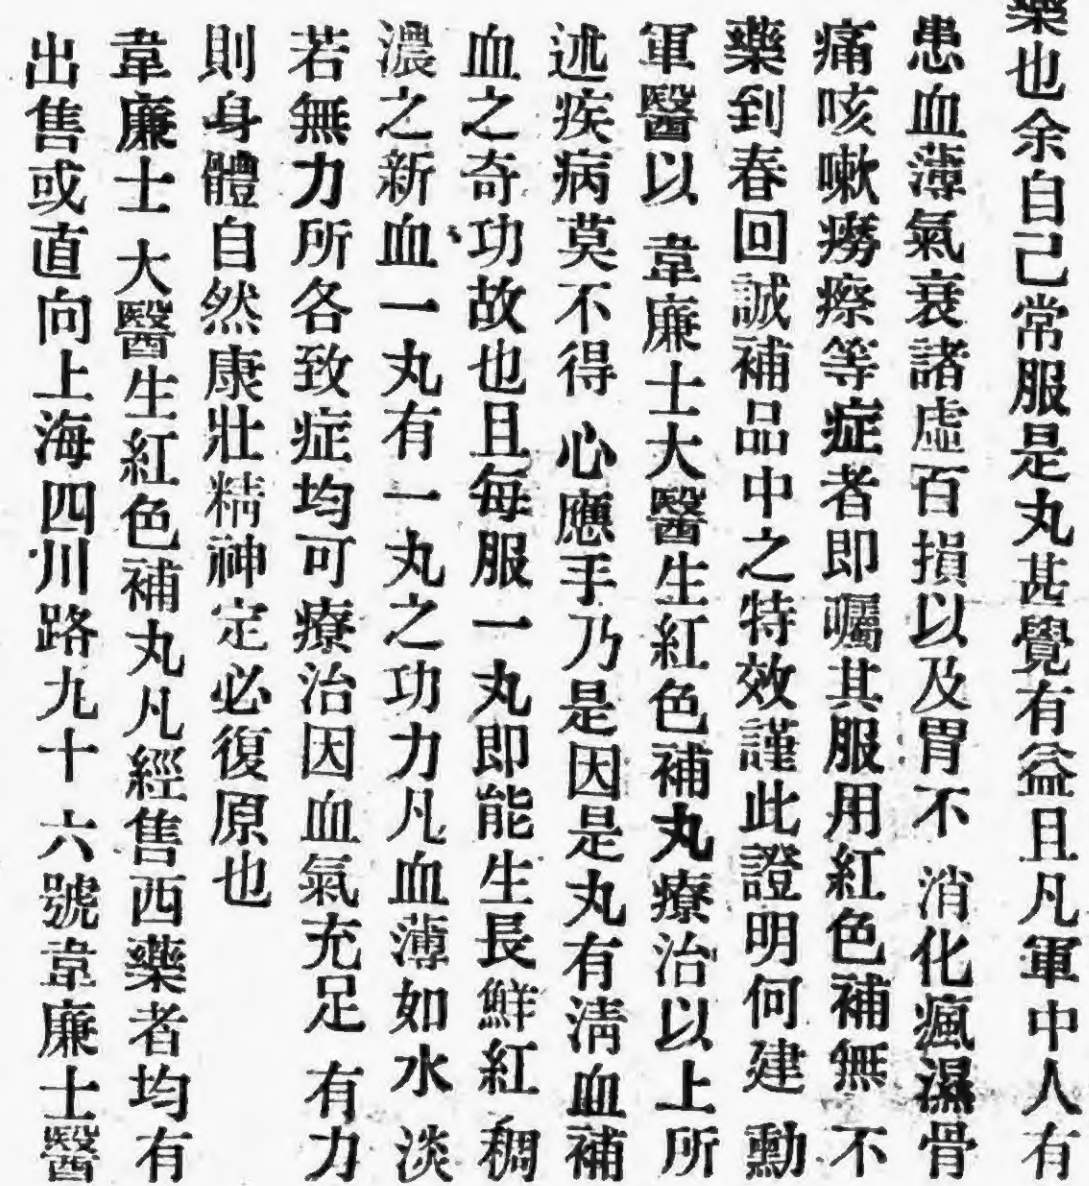 藥也余自己常服是丸甚覺有益且凡軍中人有
患血薄氣衰諸虛百損以及胃不消化瘋濕骨
痛咳嗽癆瘵等症者即囑其服用紅色補無不
藥到春回誠補品中之特效謹此證明何建勳
軍醫以韋廉士大醫生紅色補丸療治以上所
述疾病莫不得心應手乃是因是丸有淸血補
血之奇功故也且每服一丸即能生長鮮紅稠
濃之新血一丸有一丸之功力凡血薄如水淡
若無力所各致症均可療治因血氣充足有力
則身體自然康壯精神定必復原也
韋廉士大醫生紅色補丸凡經售西藥者均有
出售或直向上海四川路九十六號韋廉士醫